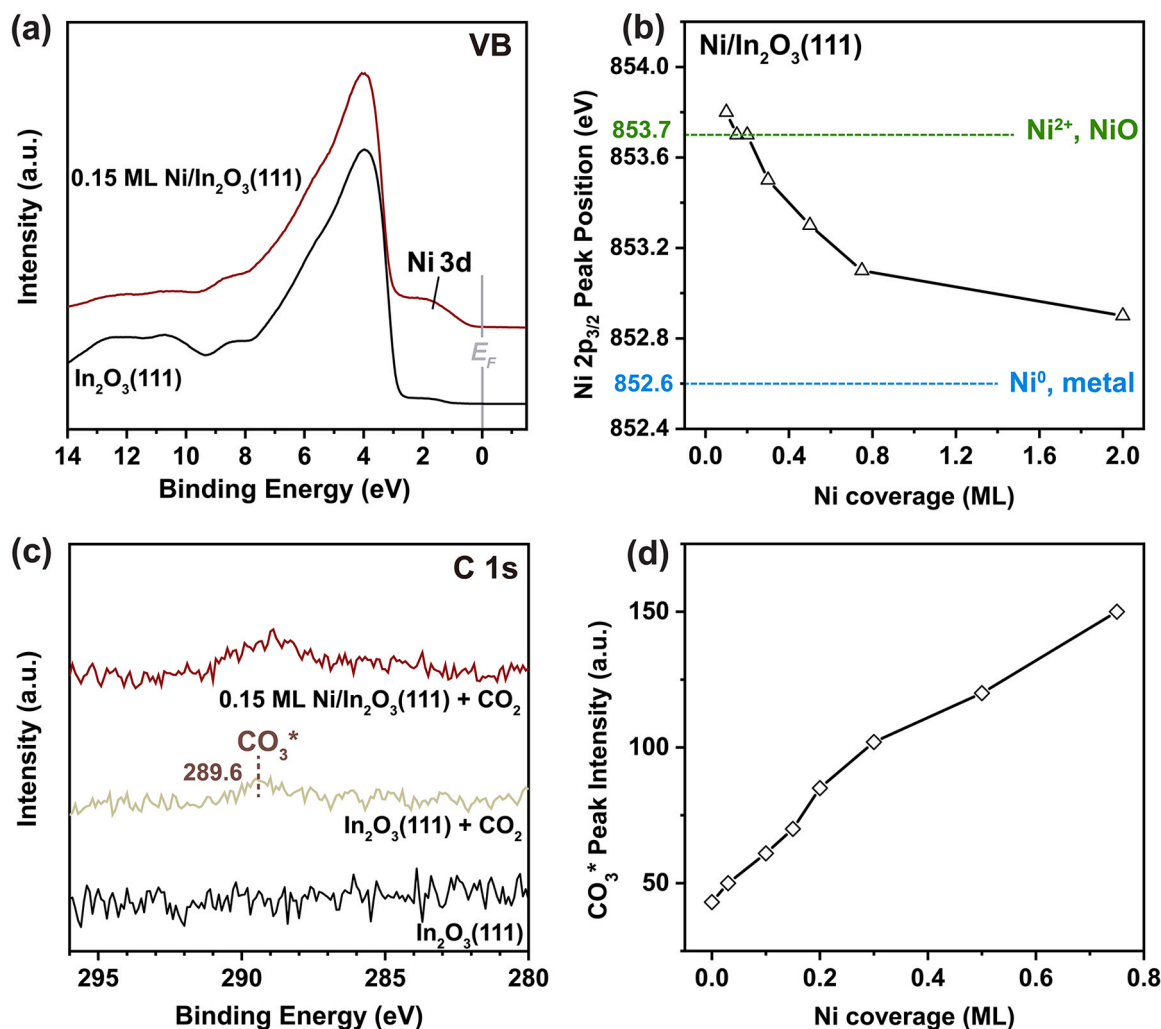 (a)
VB
Intensity (a.u.)
0.15 ML Ni/In₂O₃(111)
Ni 3d
E_F
In₂O₃(111)
14 12 10 8 6 4 2 0
Binding Energy (eV)
(b)
Ni/In₂O₃(111)
Ni 2p₃/₂ Peak Position (eV)
854.0
853.7
853.6
853.2
852.8
852.6
852.4
Ni²⁺, NiO
Ni⁰, metal
0.0 0.4 0.8 1.2 1.6 2.0
Ni coverage (ML)
(c)
C 1s
Intensity (a.u.)
0.15 ML Ni/In₂O₃(111) + CO₂
CO₃*
289.6
In₂O₃(111) + CO₂
In₂O₃(111)
295 290 285 280
Binding Energy (eV)
(d)
CO₃* Peak Intensity (a.u.)
150
100
50
0.0 0.2 0.4 0.6 0.8
Ni coverage (ML)